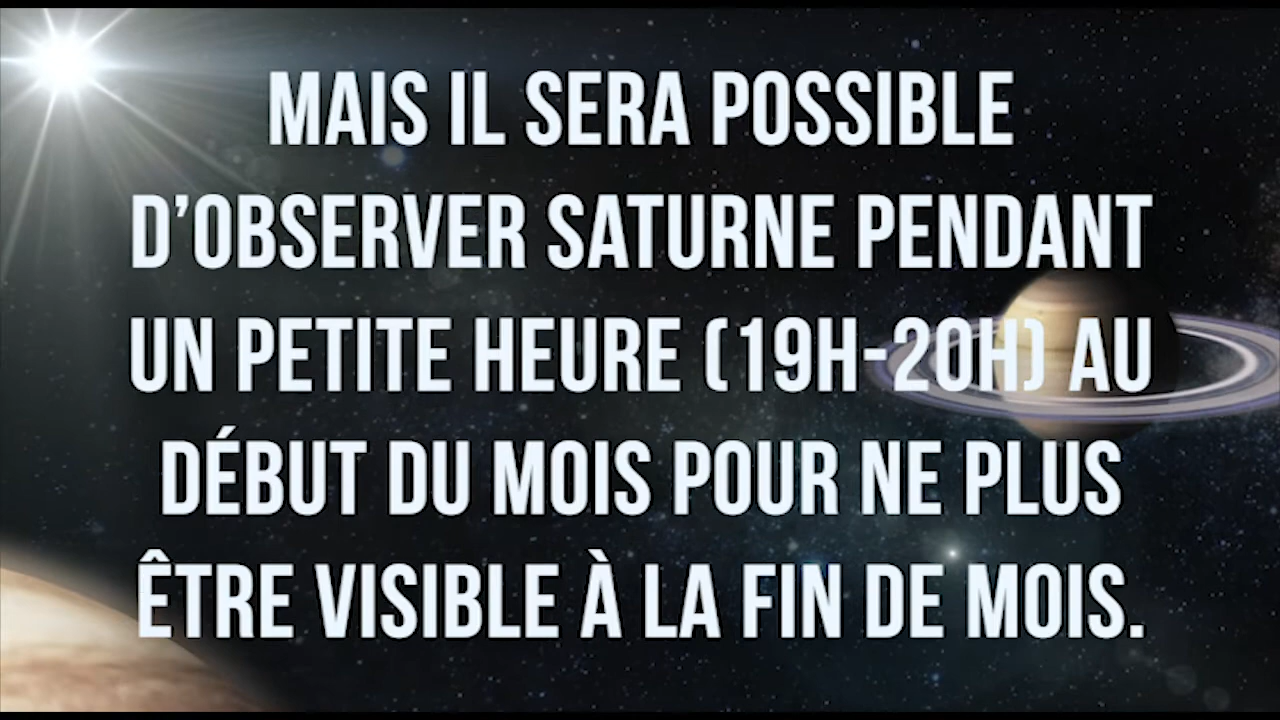 MAIS IL SERA POSSIBLE
D’OBSERVER SATURNE PENDANT
UN PETITE HEURE (19H-20H) AU
DÉBUT DU MOIS POUR NE PLUS
ÊTRE VISIBLE À LA FIN DE MOIS.